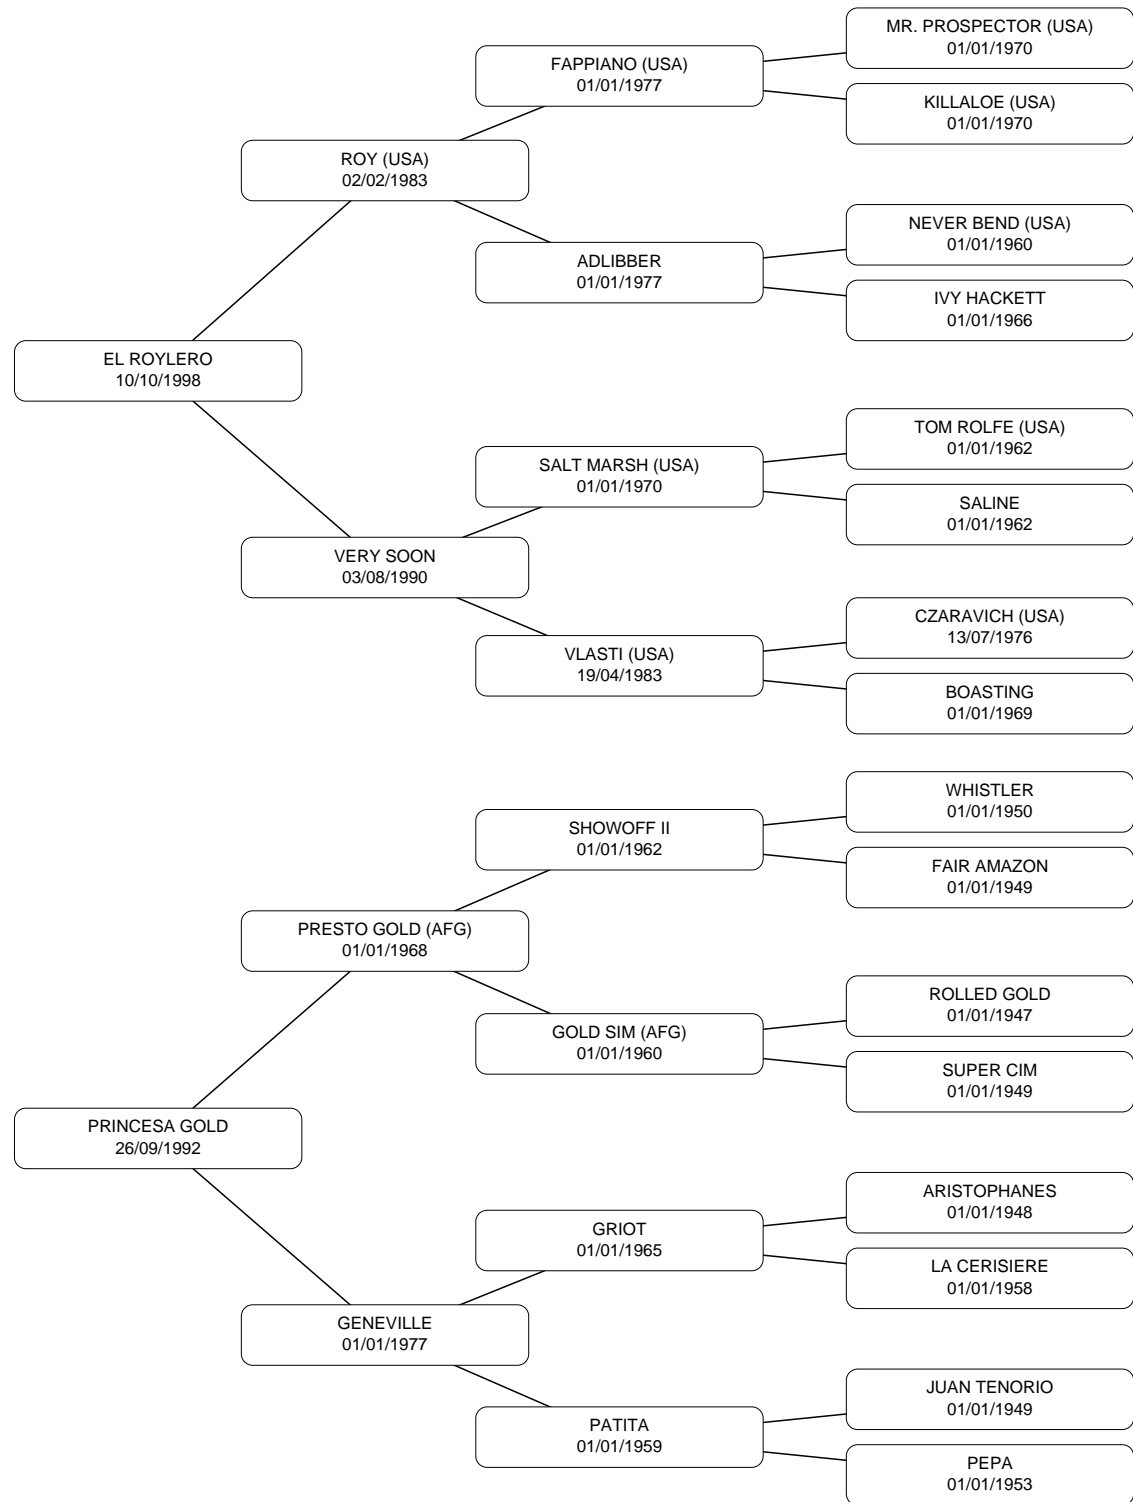 MR. PROSPECTOR (USA)
01/01/1970
FAPPIANO (USA)
01/01/1977
KILLALOE (USA)
01/01/1970
ROY (USA)
02/02/1983
NEVER BEND (USA)
01/01/1960
ADLIBBER
01/01/1977
IVY HACKETT
01/01/1966
EL ROYLERO
10/10/1998
TOM ROLFE (USA)
01/01/1962
SALT MARSH (USA)
01/01/1970
SALINE
01/01/1962
VERY SOON
03/08/1990
CZARAVICH (USA)
13/07/1976
VLASTI (USA)
19/04/1983
BOASTING
01/01/1969
WHISTLER
01/01/1950
SHOWOFF II
01/01/1962
FAIR AMAZON
01/01/1949
PRESTO GOLD (AFG)
01/01/1968
ROLLED GOLD
01/01/1947
GOLD SIM (AFG)
01/01/1960
SUPER CIM
01/01/1949
PRINCESA GOLD
26/09/1992
ARISTOPHANES
01/01/1948
GRIOT
01/01/1965
LA CERISIERE
01/01/1958
GENEVILLE
01/01/1977
JUAN TENORIO
01/01/1949
PATITA
01/01/1959
PEPA
01/01/1953